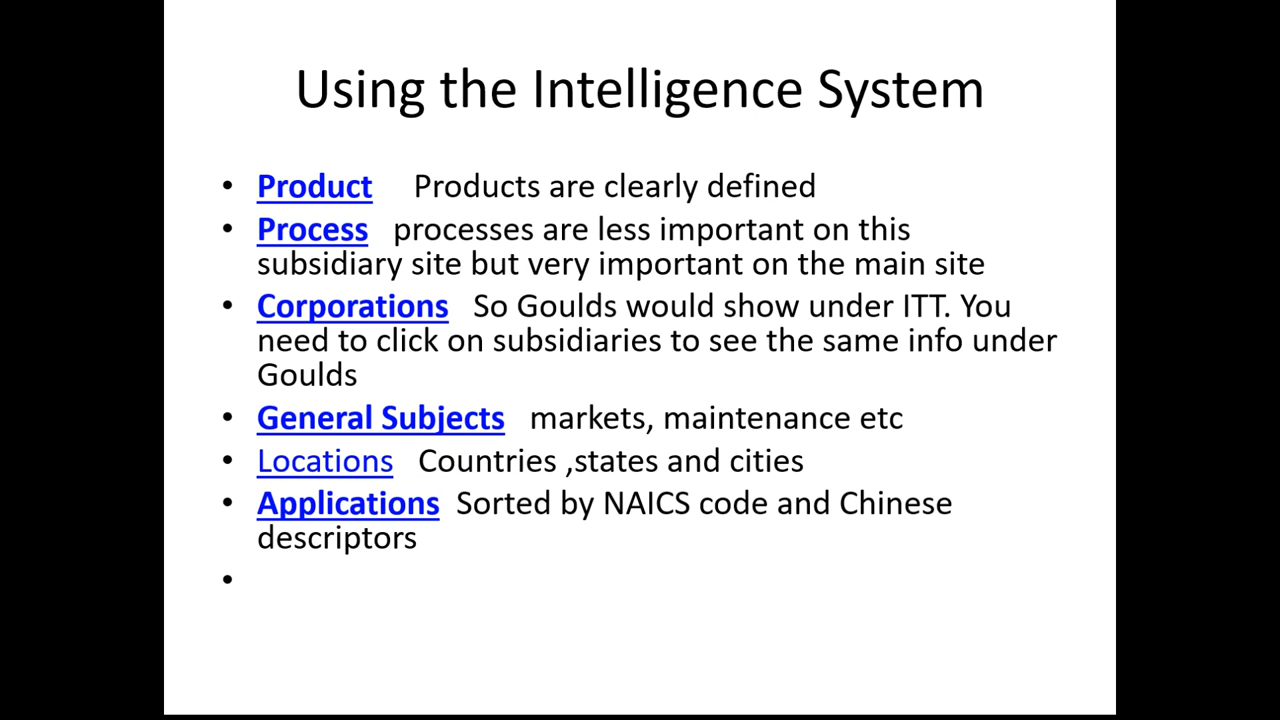 Using the Intelligence System
• Product Products are clearly defined
• Process processes are less important on this
subsidiary site but very important on the main site
• Corporations So Goulds would show under ITT. You
need to click on subsidiaries to see the same info under
Goulds
• General Subjects markets, maintenance etc
• Locations Countries ,states and cities
• Applications Sorted by NAICS code and Chinese
descriptors
•